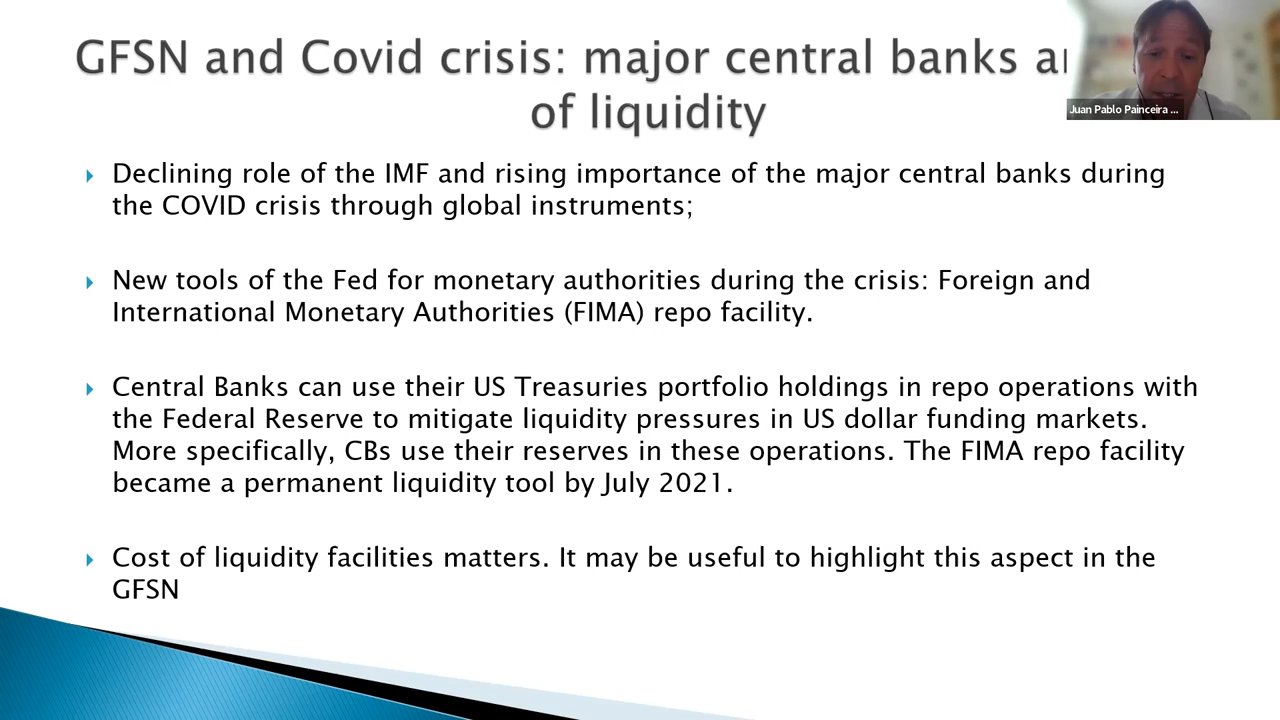 GFSN and Covid crisis: major central banks
of liquidity
Juan Pablo Painceira ...
Declining role of the IMF and rising importance of the major central banks during
the COVID crisis through global instruments;
New tools of the Fed for monetary authorities during the crisis: Foreign and
International Monetary Authorities (FIMA) repo facility.
Central Banks can use their US Treasuries portfolio holdings in repo operations with
the Federal Reserve to mitigate liquidity pressures in US dollar funding markets.
More specifically, CBs use their reserves in these operations. The FIMA repo facility
became a permanent liquidity tool by July 2021.
Cost of liquidity facilities matters. It may be useful to highlight this aspect in the
GFSN